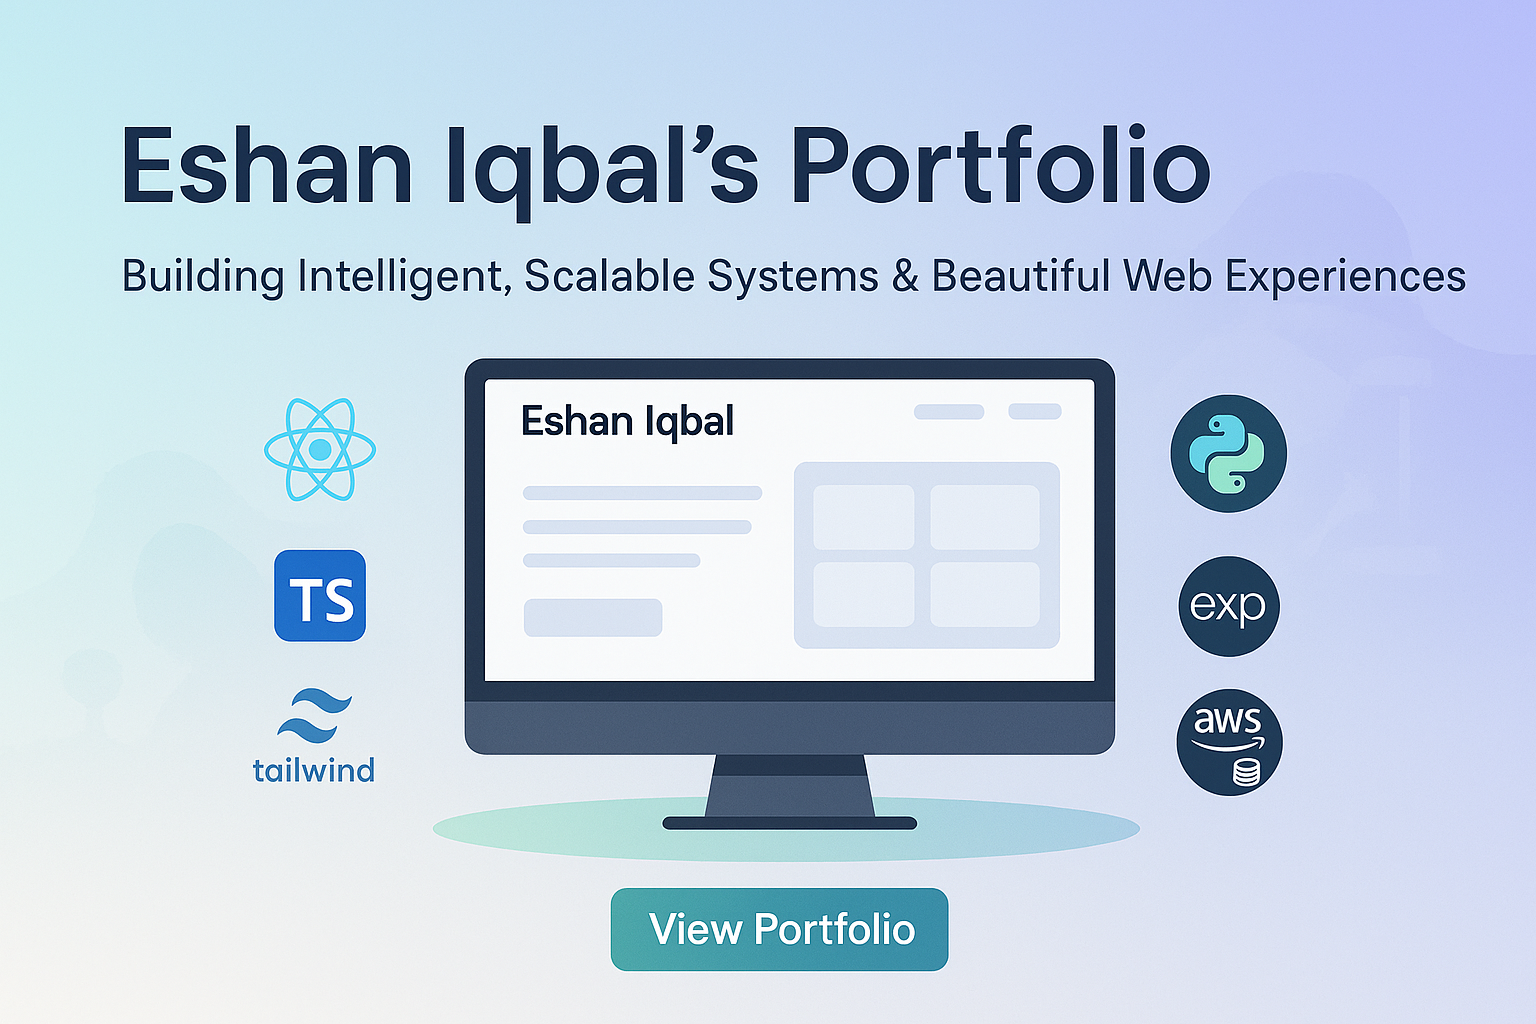 Eshan Iqbal’s Portfolio
Building Intelligent, Scalable Systems & Beautiful Web Experiences
Eshan Iqbal
TS
tailwind
exp
aws
View Portfolio